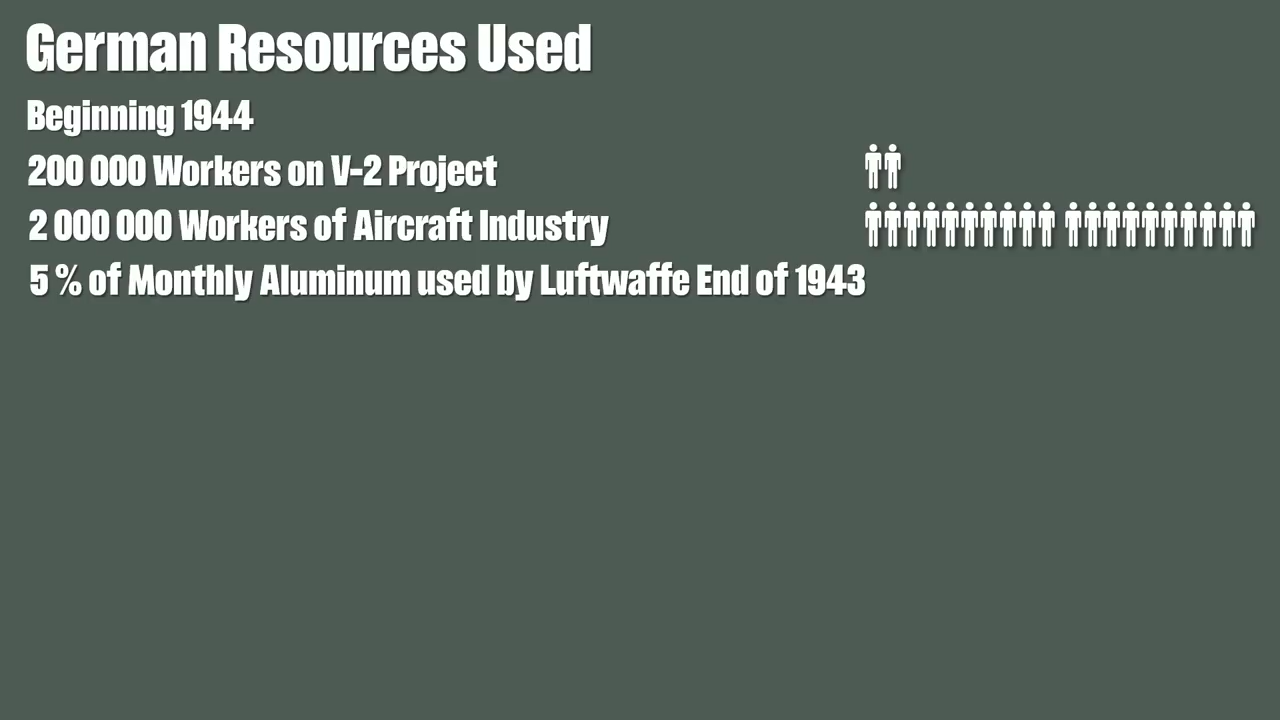 German Resources Used
Beginning 1944
200 000 Workers on V-2 Project
2 000 000 Workers of Aircraft Industry
5 % of Monthly Aluminum used by Luftwaffe End of 1943